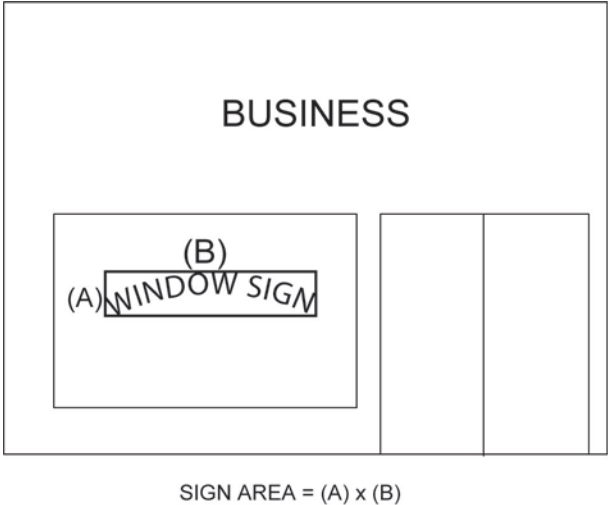 BUSINESS
(B)
(A)
WINDOW SIGN
SIGN AREA = (A) x (B)